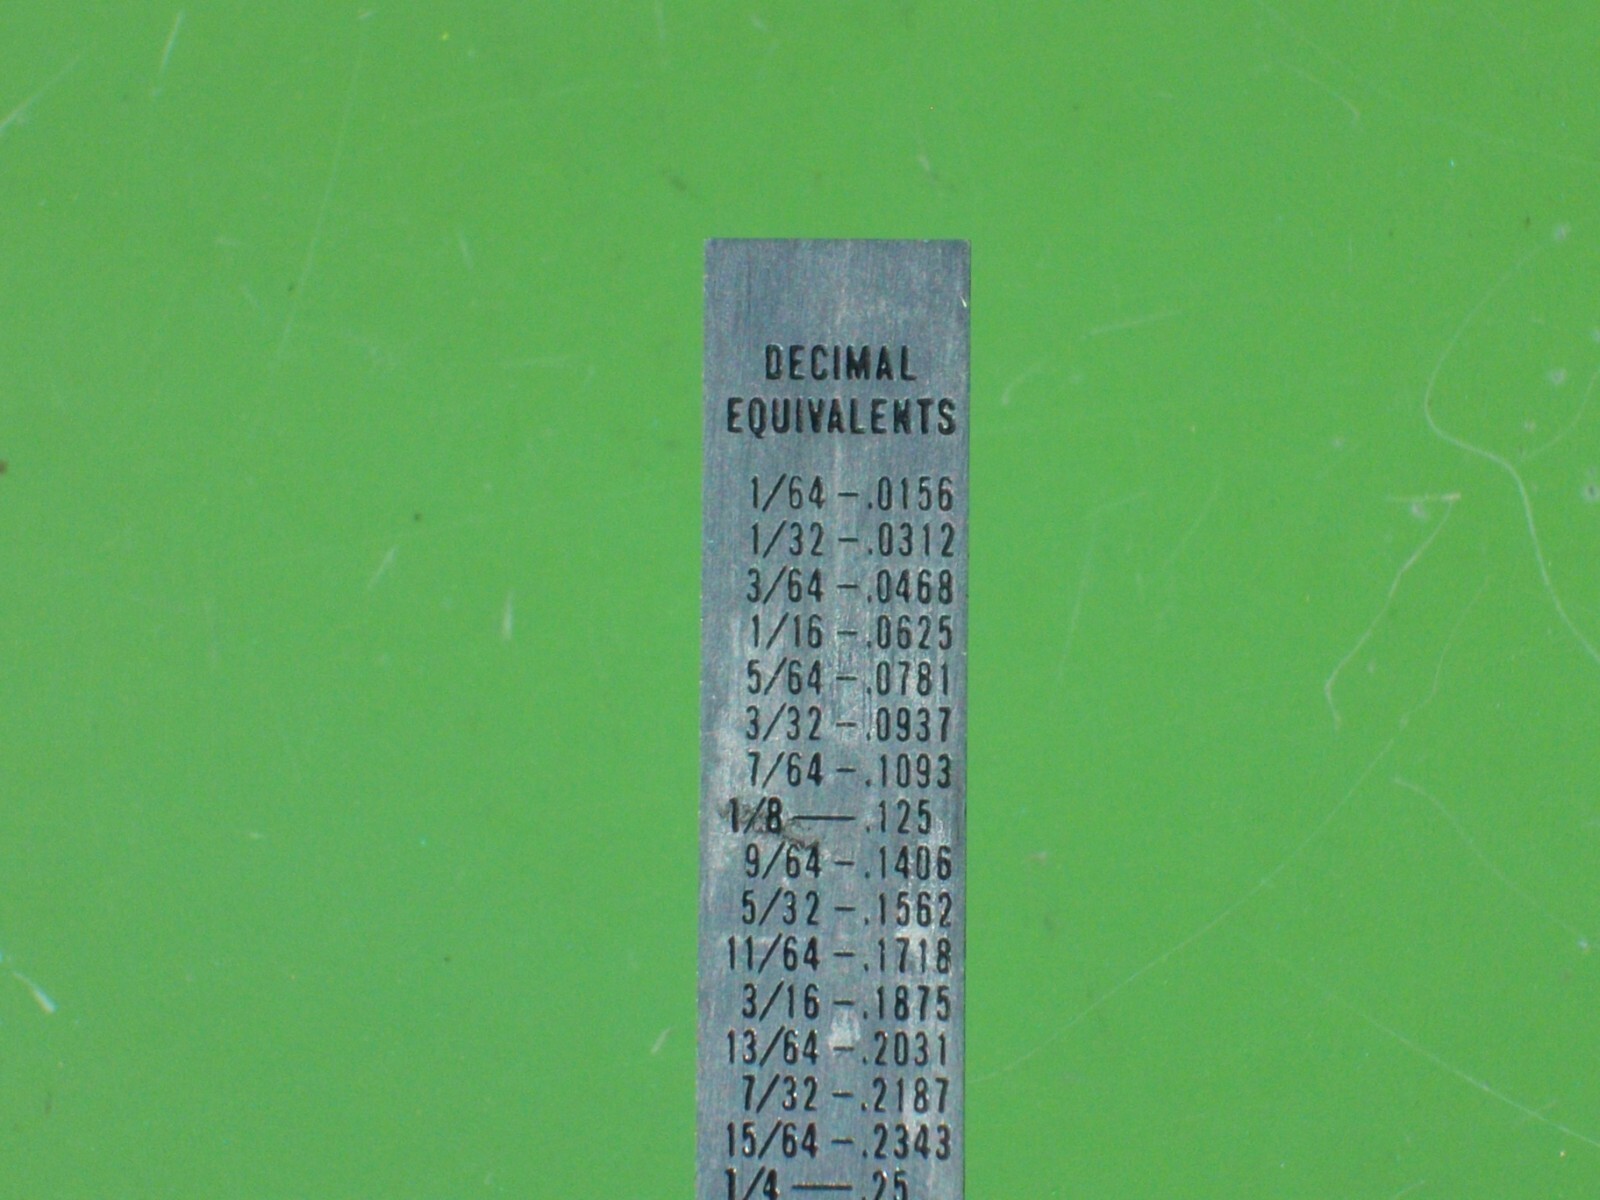 DECIMAL
EQUIVALENTS
1/64 – .0156
1/32 – .0312
3/64 – .0468
1/16 – .0625
5/64 – .0781
3/32 – .0937
7/64 – .1093
1/8 — .125
9/64 – .1406
5/32 – .1562
11/64 – .1718
3/16 – .1875
13/64 – .2031
7/32 – .2187
15/64 – .2343
1/4 — .25